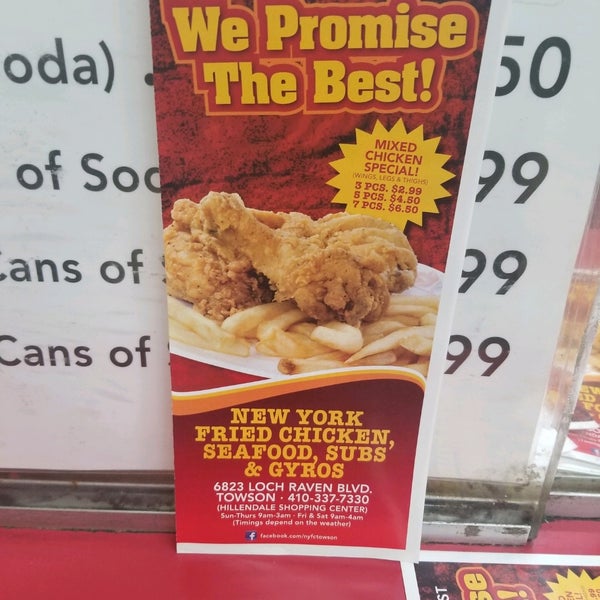 We Promise
The Best!
MIXED
CHICKEN
SPECIAL!
(WINGS, LEGS & THIGHS)
3 PCS. $2.99
5 PCS. $4.50
7 PCS. $6.50
NEW YORK
FRIED CHICKEN,
SEAFOOD, SUBS
& GYROS
6823 LOCH RAVEN BLVD.
TOWSON · 410-337-7330
(HILLENDALE SHOPPING CENTER)
Sun-Thurs 9am-3am · Fri & Sat 9am-4am
(Timings depend on the weather)
facebook.com/nyfctowson
oda) . 50
of Soc 99
ans of 99
Cans of 99